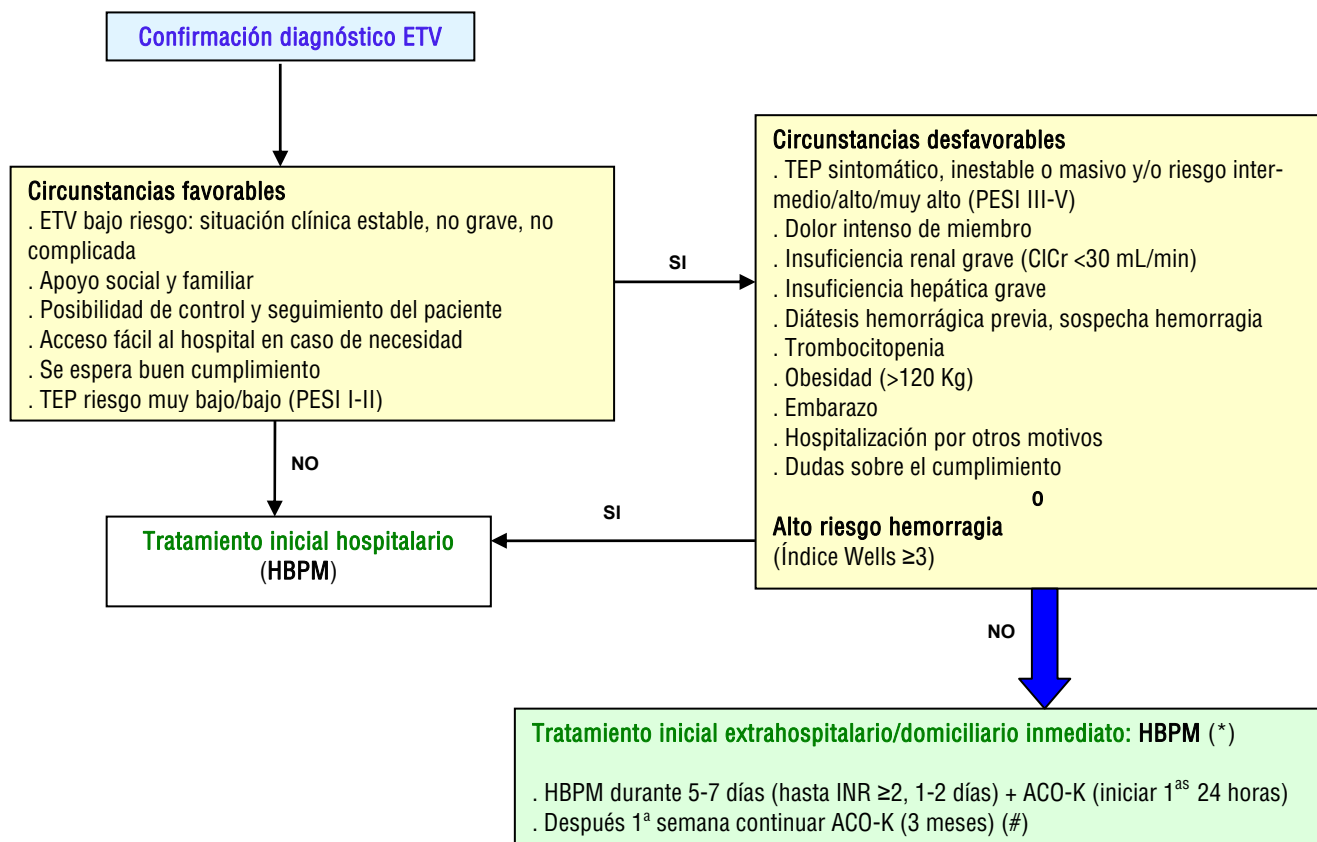 Confirmación diagnóstico ETV
Circunstancias favorables
. ETV bajo riesgo: situación clínica estable, no grave, no
complicada
. Apoyo social y familiar
. Posibilidad de control y seguimiento del paciente
. Acceso fácil al hospital en caso de necesidad
. Se espera buen cumplimiento
. TEP riesgo muy bajo/bajo (PESI I-II)
SI
NO
Circunstancias desfavorables
. TEP sintomático, inestable o masivo y/o riesgo inter-
medio/alto/muy alto (PESI III-V)
. Dolor intenso de miembro
. Insuficiencia renal grave (ClCr <30 mL/min)
. Insuficiencia hepática grave
. Diátesis hemorrágica previa, sospecha hemorragia
. Trombocitopenia
. Obesidad (>120 Kg)
. Embarazo
. Hospitalización por otros motivos
. Dudas sobre el cumplimiento
o
Alto riesgo hemorragia
(Índice Wells ≥3)
SI
Tratamiento inicial hospitalario
(HBPM)
NO
Tratamiento inicial extrahospitalario/domiciliario inmediato: HBPM (*)
. HBPM durante 5-7 días (hasta INR ≥2, 1-2 días) + ACO-K (iniciar 1as 24 horas)
. Después 1ª semana continuar ACO-K (3 meses) (#)